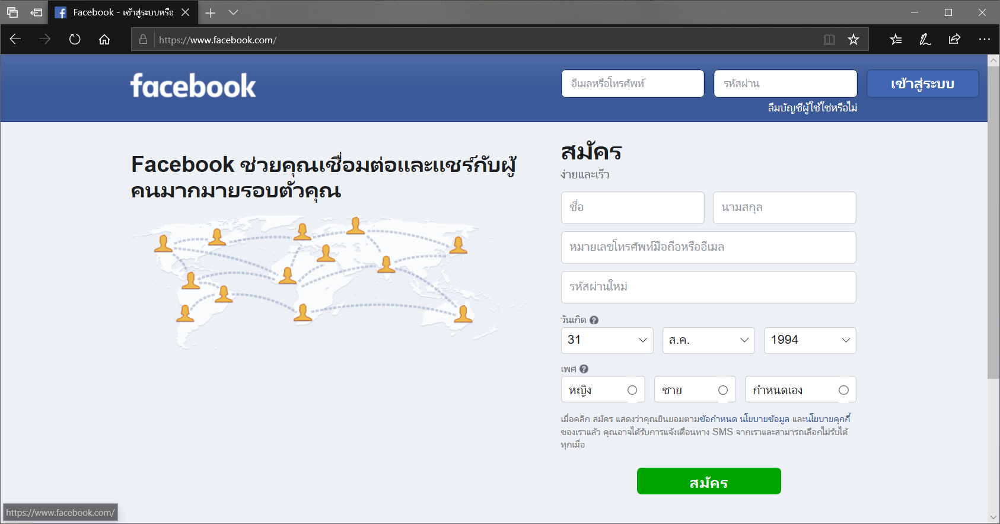 Facebook - เข้าสู่ระบบหรือ
https://www.facebook.com/
facebook
อีเมลหรือโทรศัพท์
รหัสผ่าน
เข้าสู่ระบบ
ลืมบัญชีผู้ใช้ใช่หรือไม่
Facebook ช่วยคุณเชื่อมต่อและแชร์กับผู้
คนมากมายรอบตัวคุณ
สมัคร
ง่ายและเร็ว
ชื่อ
นามสกุล
หมายเลขโทรศัพท์มือถือหรืออีเมล
รหัสผ่านใหม่
วันเกิด ?
31
ส.ค.
1994
เพศ ?
หญิง
ชาย
กำหนดเอง
เมื่อคลิก สมัคร แสดงว่าคุณยินยอมตามข้อกำหนด นโยบายข้อมูล และนโยบายคุกกี้
ของเราแล้ว คุณอาจได้รับการแจ้งเตือนทาง SMS จากเราและสามารถเลือกไม่รับได้
ทุกเมื่อ
สมัคร
https://www.facebook.com/